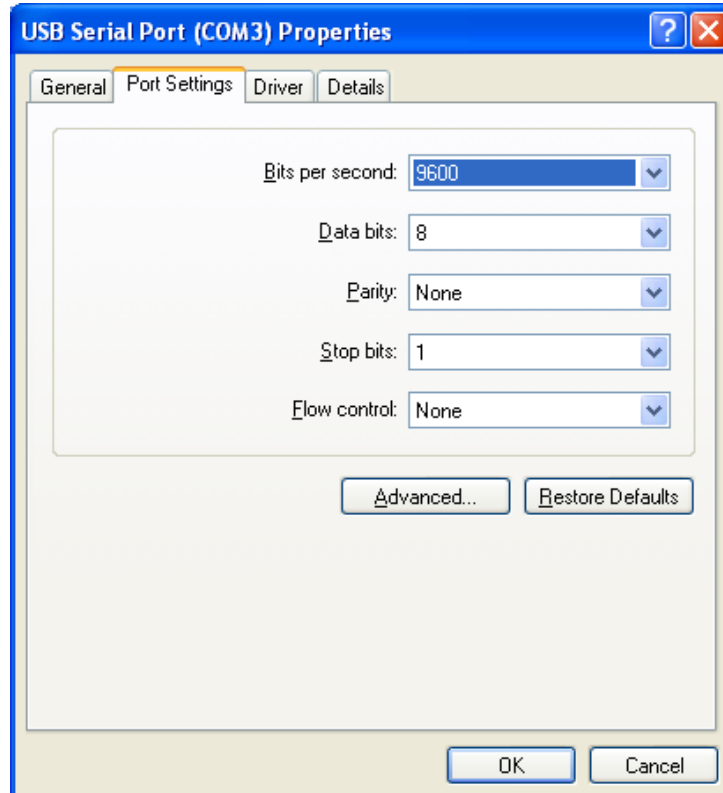 USB Serial Port (COM3) Properties
General Port Settings Driver Details
Bits per second: 9600
Data bits: 8
Parity: None
Stop bits: 1
Flow control: None
Advanced... Restore Defaults
OK Cancel